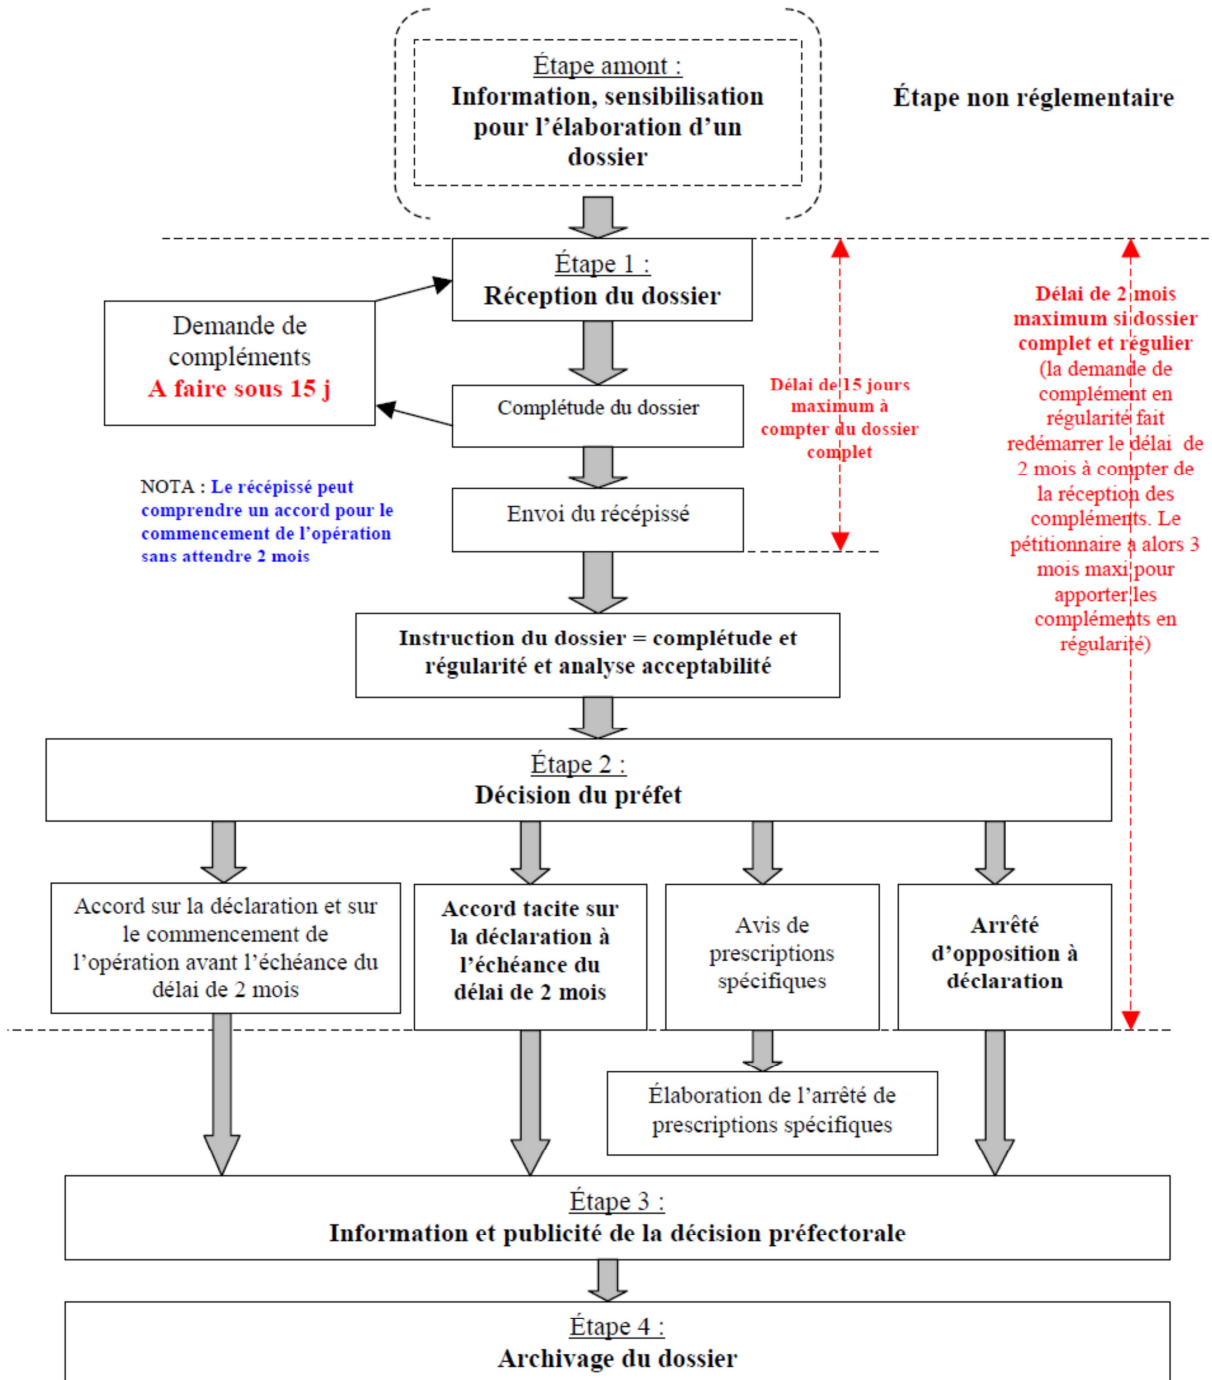 Étape amont :
Information, sensibilisation
pour l’élaboration d’un
dossier
Étape non réglementaire
Étape 1 :
Réception du dossier
Demande de
compléments
A faire sous 15 j
Complétude du dossier
Délai de 15 jours
maximum à
compter du dossier
complet
Délai de 2 mois
maximum si dossier
complet et régulier
(la demande de
complément en
régularité fait
redémarrer le délai de
2 mois à compter de
la réception des
compléments. Le
pétitionnaire a alors 3
mois maxi pour
apporter les
compléments en
régularité)
NOTA : Le récépissé peut
comprendre un accord pour le
commencement de l’opération
sans attendre 2 mois
Envoi du récépissé
Instruction du dossier = complétude et
régularité et analyse acceptabilité
Étape 2 :
Décision du préfet
Accord sur la déclaration et sur
le commencement de
l’opération avant l’échéance du
délai de 2 mois
Accord tacite sur
la déclaration à
l’échéance du
délai de 2 mois
Avis de
prescriptions
spécifiques
Arrêté
d’opposition à
déclaration
Élaboration de l’arrêté de
prescriptions spécifiques
Étape 3 :
Information et publicité de la décision préfectorale
Étape 4 :
Archivage du dossier